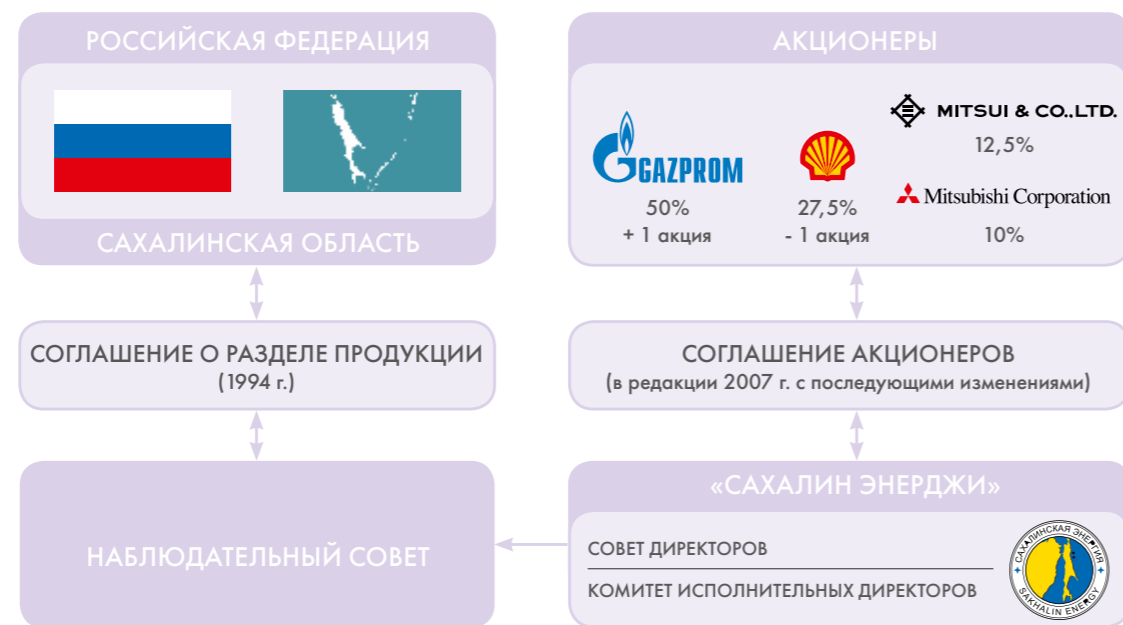 РОССИЙСКАЯ ФЕДЕРАЦИЯ
САХАЛИНСКАЯ ОБЛАСТЬ
АКЦИОНЕРЫ
GAZPROM
50%
+ 1 акция
27,5%
- 1 акция
MITSUI & CO.,LTD.
12,5%
Mitsubishi Corporation
10%
СОГЛАШЕНИЕ О РАЗДЕЛЕ ПРОДУКЦИИ
(1994 г.)
СОГЛАШЕНИЕ АКЦИОНЕРОВ
(в редакции 2007 г. с последующими изменениями)
НАБЛЮДАТЕЛЬНЫЙ СОВЕТ
«САХАЛИН ЭНЕРДЖИ»
СОВЕТ ДИРЕКТОРОВ
КОМИТЕТ ИСПОЛНИТЕЛЬНЫХ ДИРЕКТОРОВ
САХАЛИНСКАЯ ЭНЕРГИЯ
SAKHALIN ENERGY